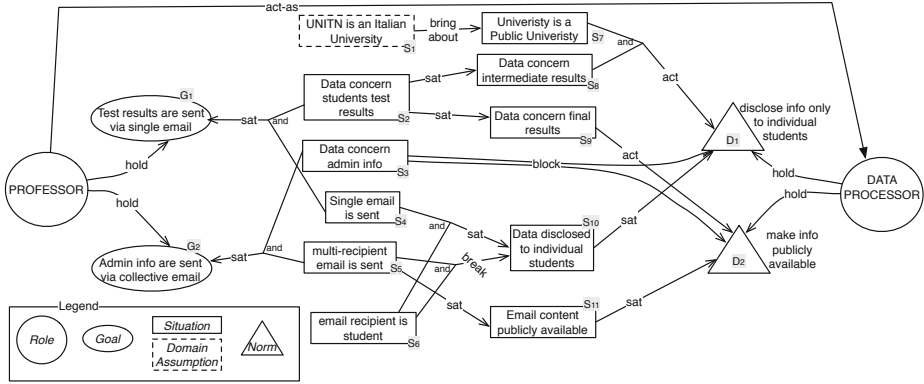 act-as
UNITN is an Italian
University
S1
bring
about
Univeristy is a
Public Univeristy
S7
and
Data concern
intermediate results
S8
act
sat
Data concern
students test
results
S2
sat
Data concern final
results
S9
G1
Test results are sent
via single email
sat
and
disclose info only
to individual
students
D1
act
Data concern
admin info
S3
block
hold
PROFESSOR
hold
hold
DATA
PROCESSOR
hold
Single email
is sent
S4
and
sat
S10
Data disclosed
to individual
students
sat
G2
Admin info are sent
via collective email
sat
and
multi-recipient
email is sent
S5
and
break
D2
make info
publicly
available
sat
S11
Email content
publicly available
sat
email recipient is
student
S6
Legend
Role
Goal
Situation
Domain
Assumption
Norm